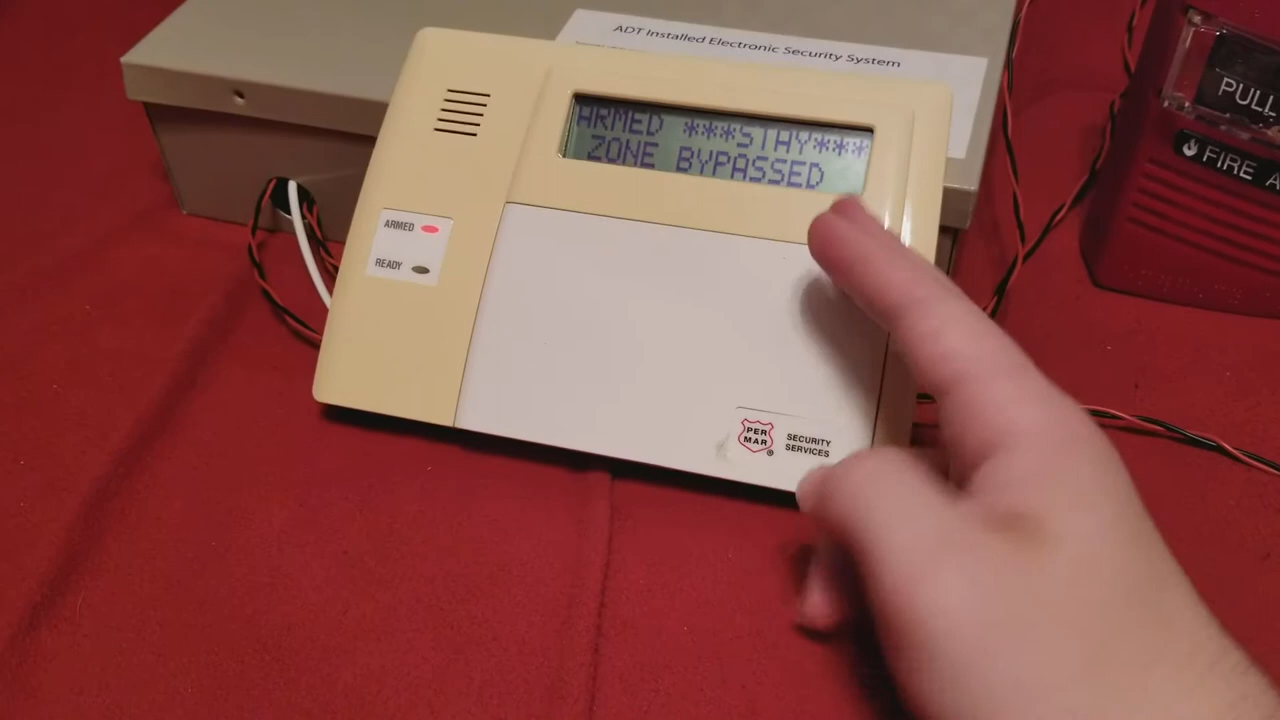 ADT Installed Electronic Security System
ARMED ***STAY***
ZONE BYPASSED
ARMED
READY
PER
MAR
®
SECURITY
SERVICES
PULL
FIRE A